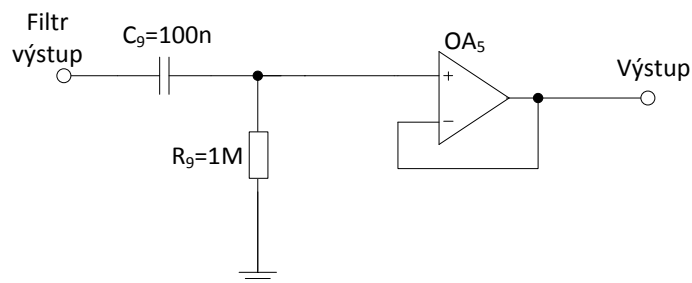 Filtr
výstup
C₉=100n
R₉=1M
OA₅
+
−
Výstup